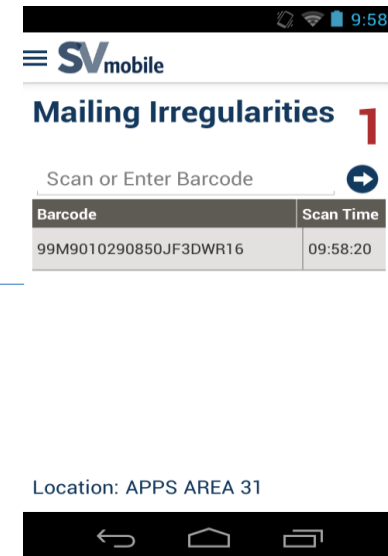 9:58
SVmobile
Mailing Irregularities 1
Scan or Enter Barcode
Barcode Scan Time
99M9010290850JF3DWR16 09:58:20
Location: APPS AREA 31